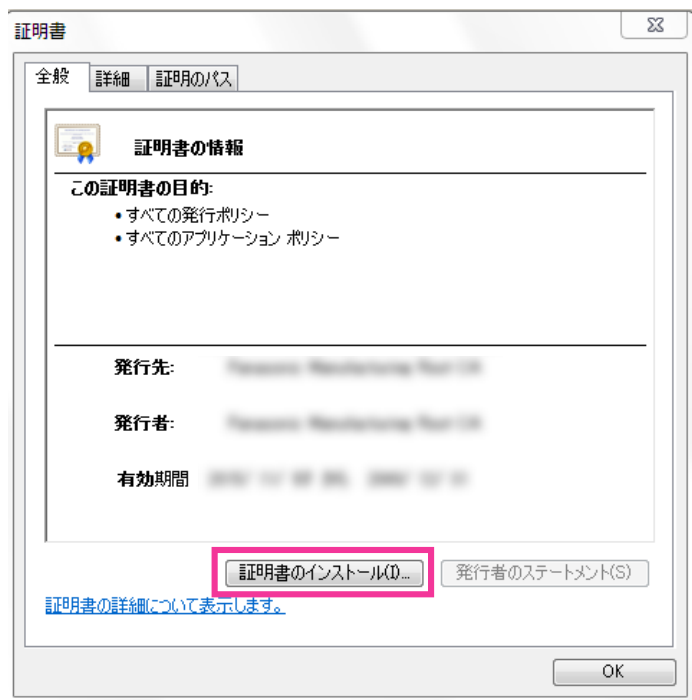 証明書
全般 詳細 証明のパス
証明書の情報
この証明書の目的:
•すべての発行ポリシー
•すべてのアプリケーション ポリシー
発行先:
発行者:
有効期間
証明書のインストール(I)... 発行者のステートメント(S)
証明書の詳細について表示します。
OK